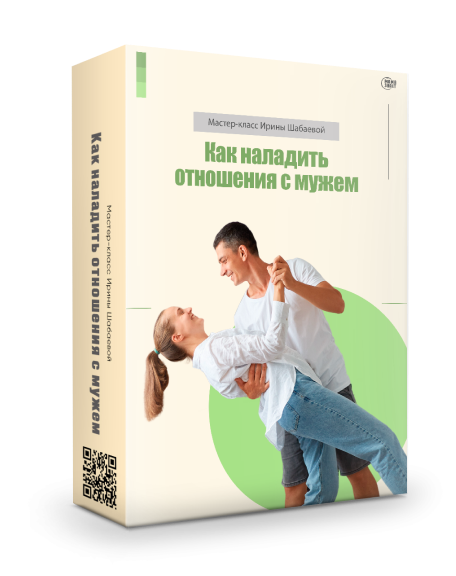 Мастер-класс Ирины Шабаевой
Как наладить
отношения с мужем
Как наладить отношения с мужем
Мастер-класс Ирины Шабаевой